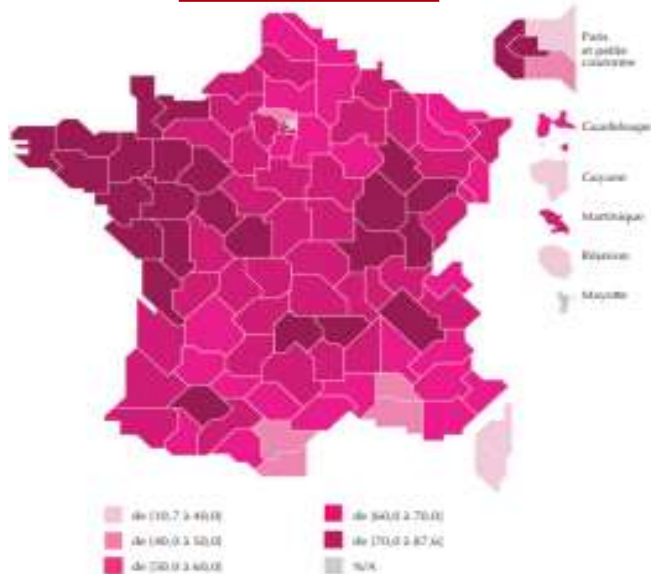 Paris
et petite
couronne
Guadeloupe
Guyane
Martinique
Réunion
Mayotte
de [10,7 à 40,0[
de [60,0 à 70,0[
de [40,0 à 50,0[
de [70,0 à 87,6[
de [50,0 à 60,0[
N/A